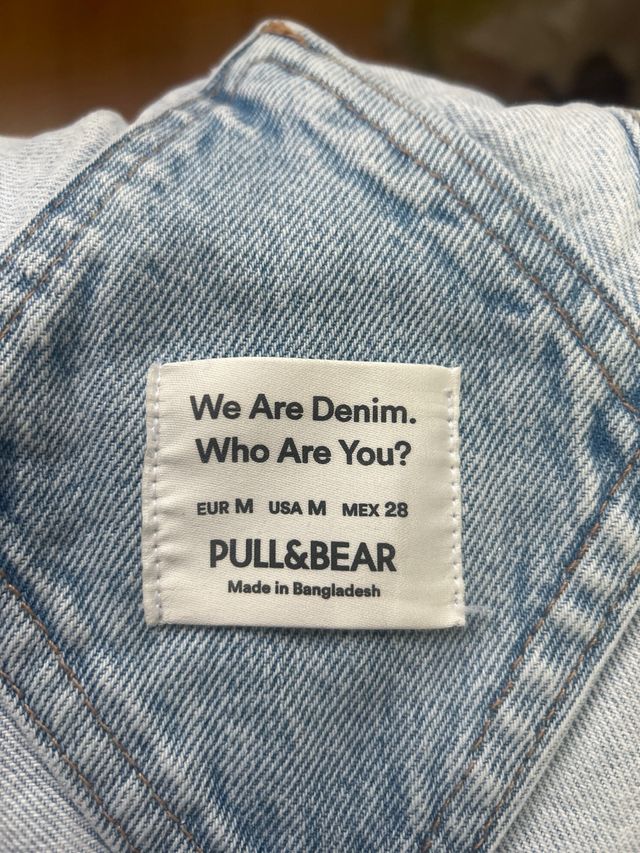 We Are Denim.
Who Are You?
EUR M USA M MEX 28
PULL&BEAR
Made in Bangladesh